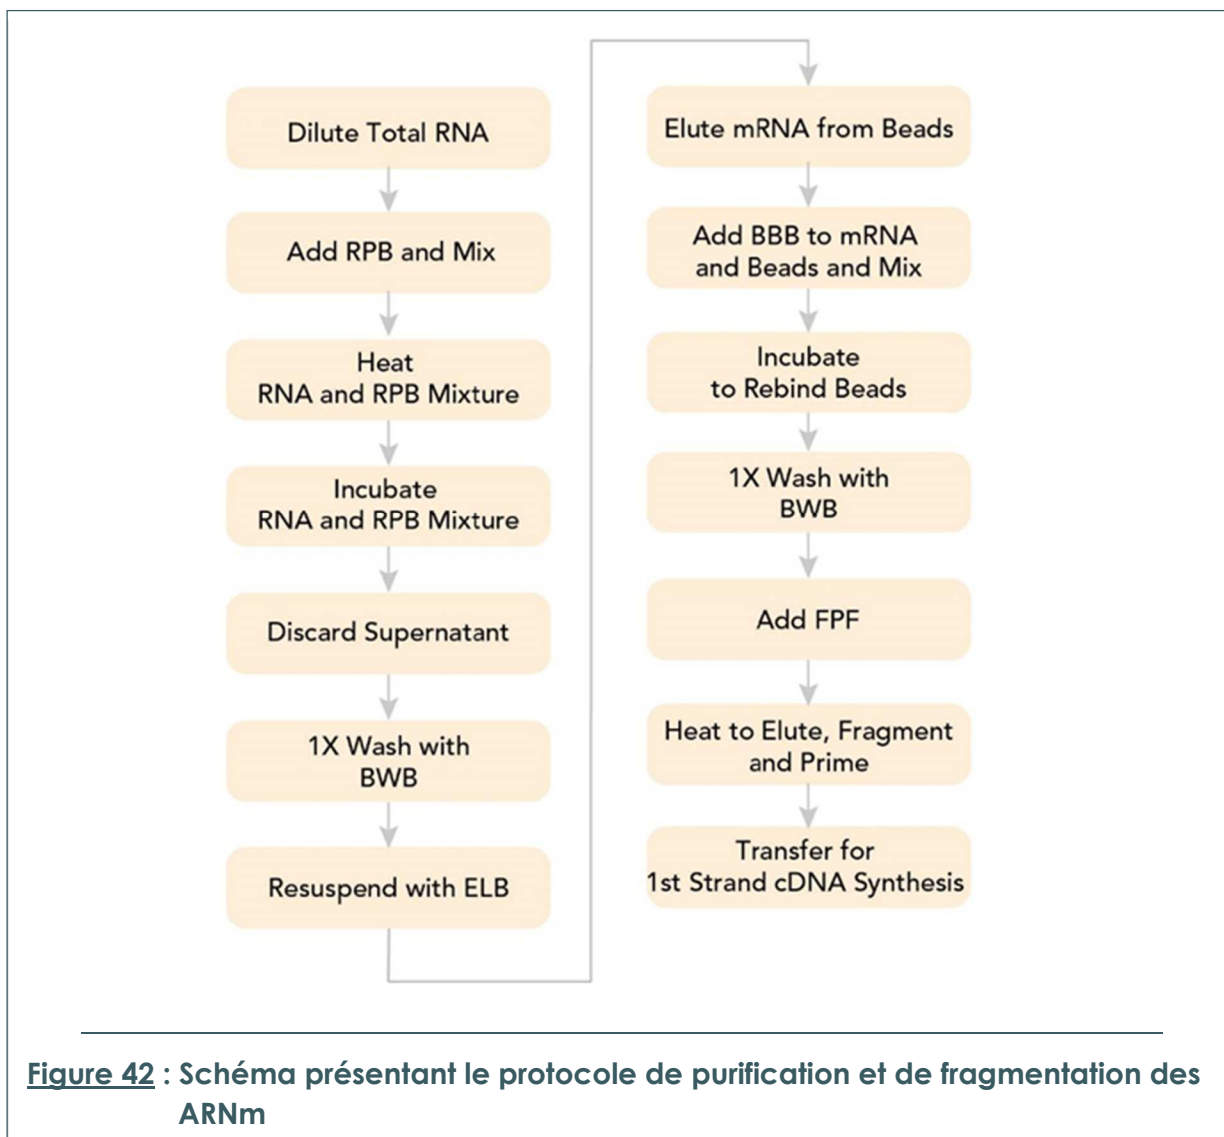 Dilute Total RNA
Add RPB and Mix
Heat
RNA and RPB Mixture
Incubate
RNA and RPB Mixture
Discard Supernatant
1X Wash with
BWB
Resuspend with ELB
Elute mRNA from Beads
Add BBB to mRNA
and Beads and Mix
Incubate
to Rebind Beads
1X Wash with
BWB
Add FPF
Heat to Elute, Fragment
and Prime
Transfer for
1st Strand cDNA Synthesis
Figure 42 : Schéma présentant le protocole de purification et de fragmentation des
ARNm